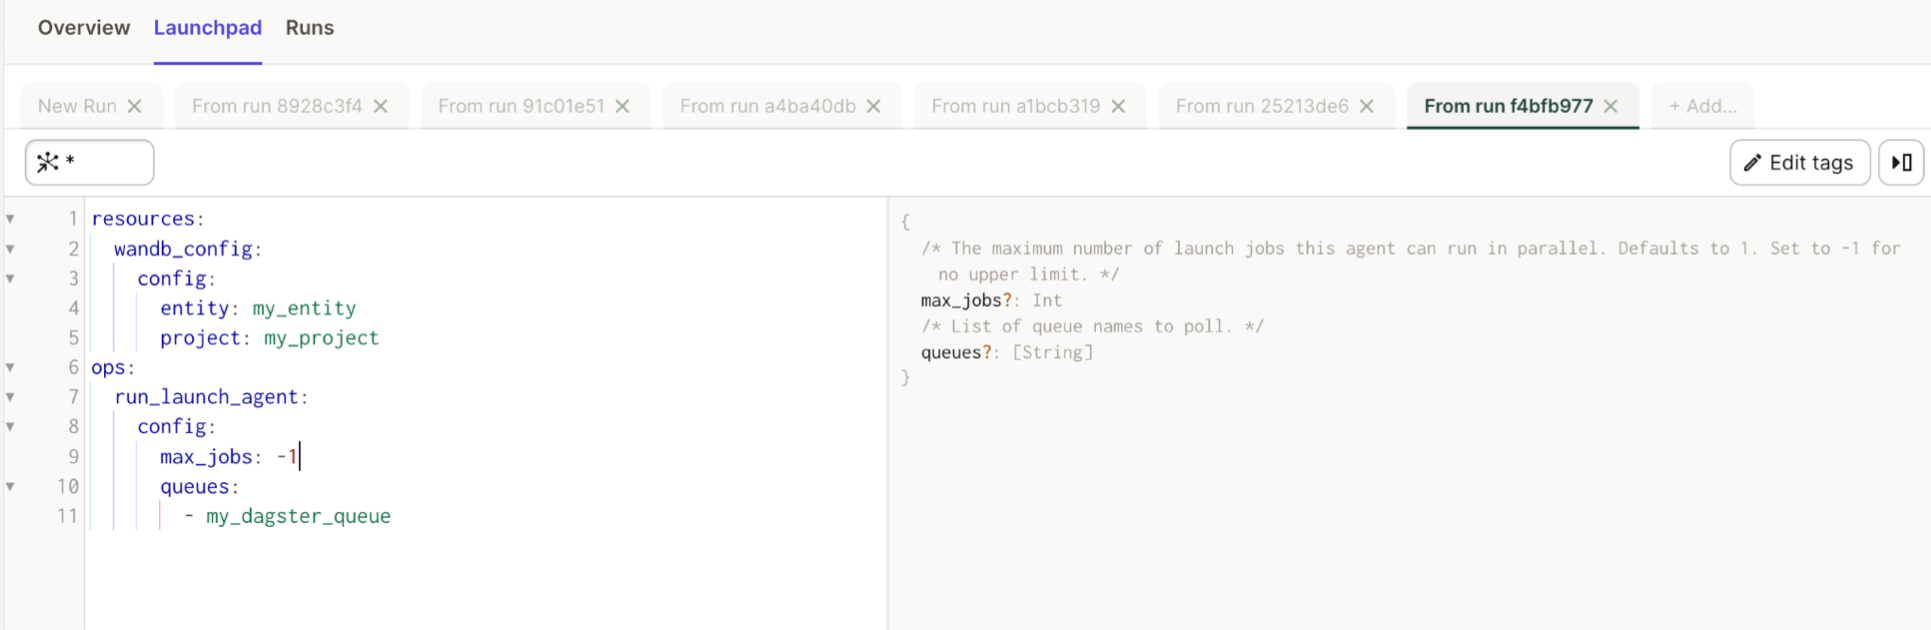 Overview Launchpad Runs
New Run From run 8928c3f4 From run 91c01e51 From run a4ba40db From run a1bcb319 From run 25213de6 From run f4bfb977 + Add...
* Edit tags
1 resources:
2 wandb_config:
3 config:
4 entity: my_entity
5 project: my_project
6 ops:
7 run_launch_agent:
8 config:
9 max_jobs: -1
10 queues:
11 - my_dagster_queue
{
/* The maximum number of launch jobs this agent can run in parallel. Defaults to 1. Set to -1 for
no upper limit. */
max_jobs?: Int
/* List of queue names to poll. */
queues?: [String]
}